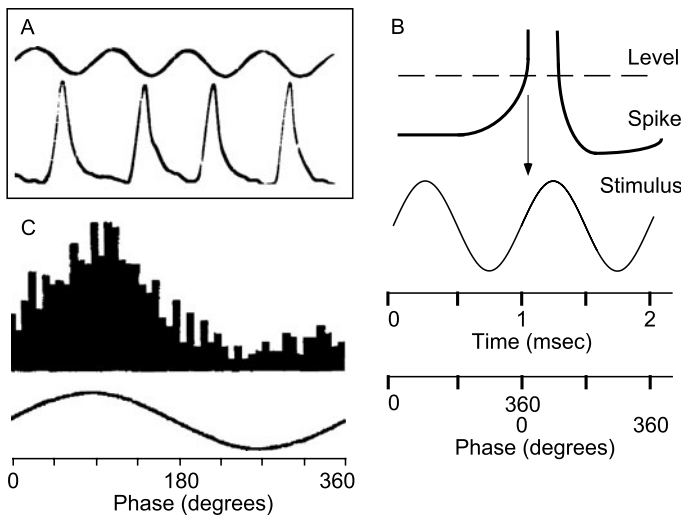 A
B
Level
Spike
Stimulus
0 1 2
Time (msec)
0 360 360
0
Phase (degrees)
C
0 180 360
Phase (degrees)